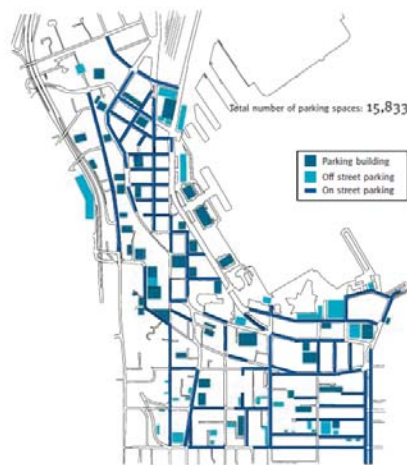 Total number of parking spaces: 15,833
Parking building
Off street parking
On street parking